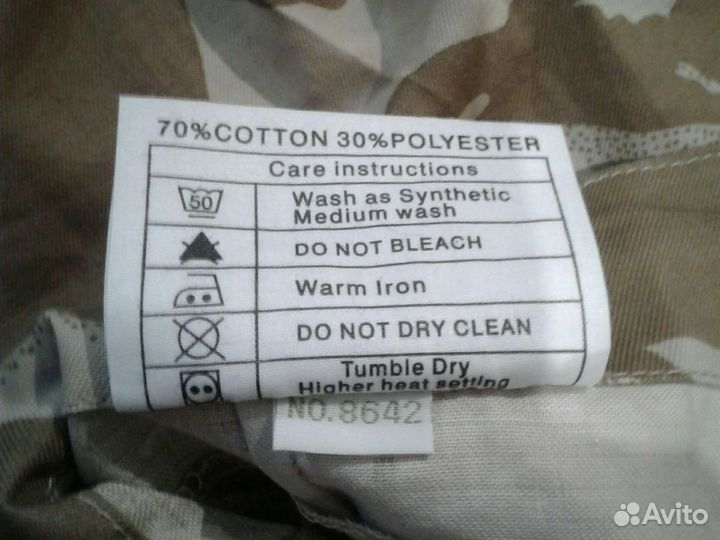 70%COTTON 30%POLYESTER
Care instructions
50
Wash as Synthetic
Medium wash
DO NOT BLEACH
Warm Iron
DO NOT DRY CLEAN
Tumble Dry
Higher heat setting
NO.8642
Avito